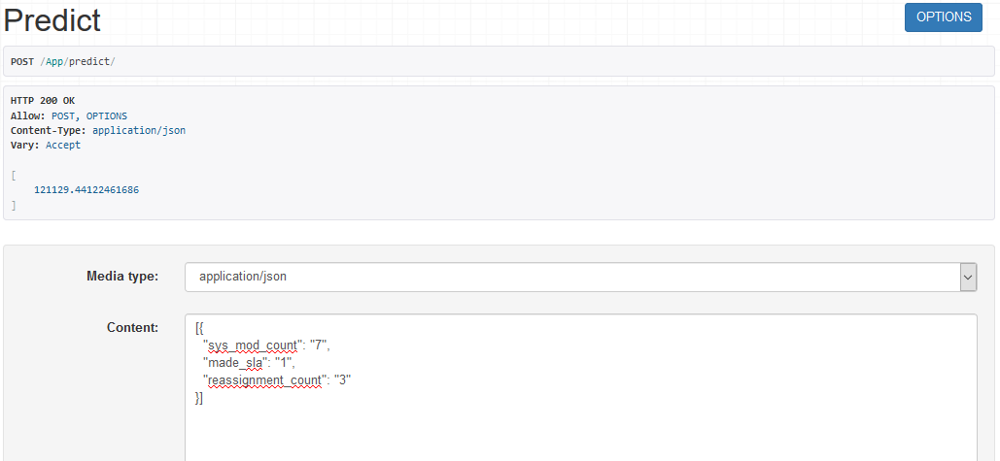 Predict
OPTIONS
POST /App/predict/
HTTP 200 OK
Allow: POST, OPTIONS
Content-Type: application/json
Vary: Accept
[
121129.44122461686
]
Media type:
application/json
Content:
[{
"sys_mod_count": "7",
"made_sla": "1",
"reassignment_count": "3"
}]